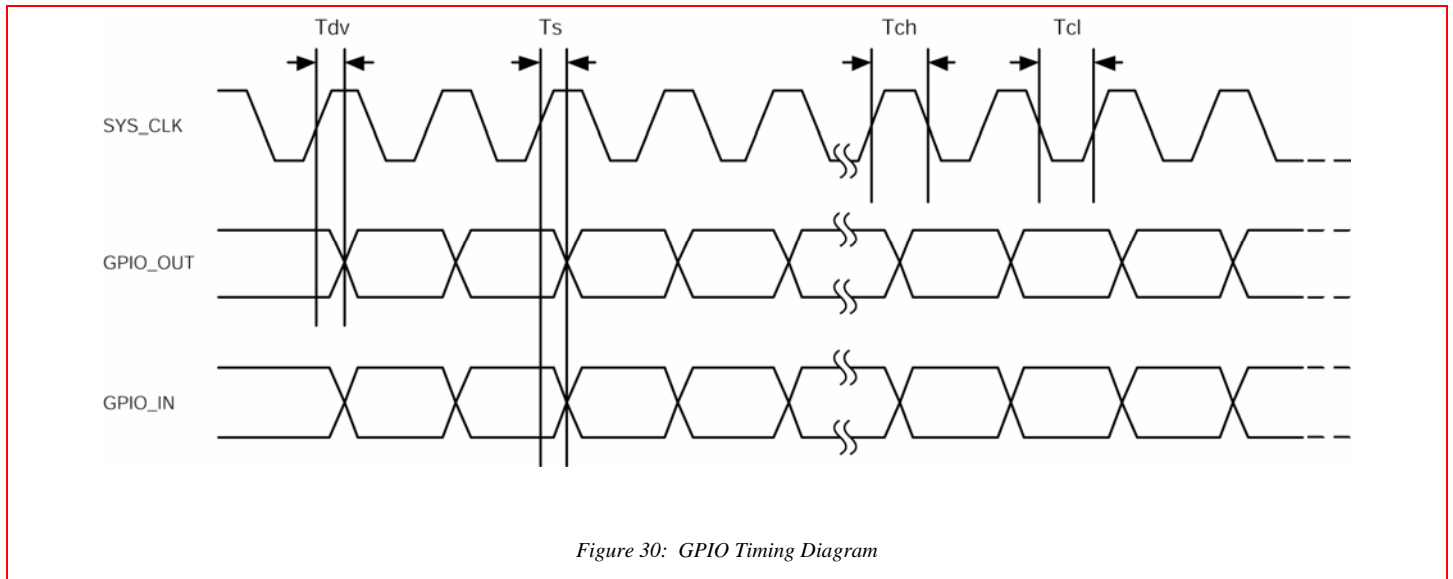 Tdv Ts Tch Tcl
SYS_CLK
GPIO_OUT
GPIO_IN
Figure 30: GPIO Timing Diagram